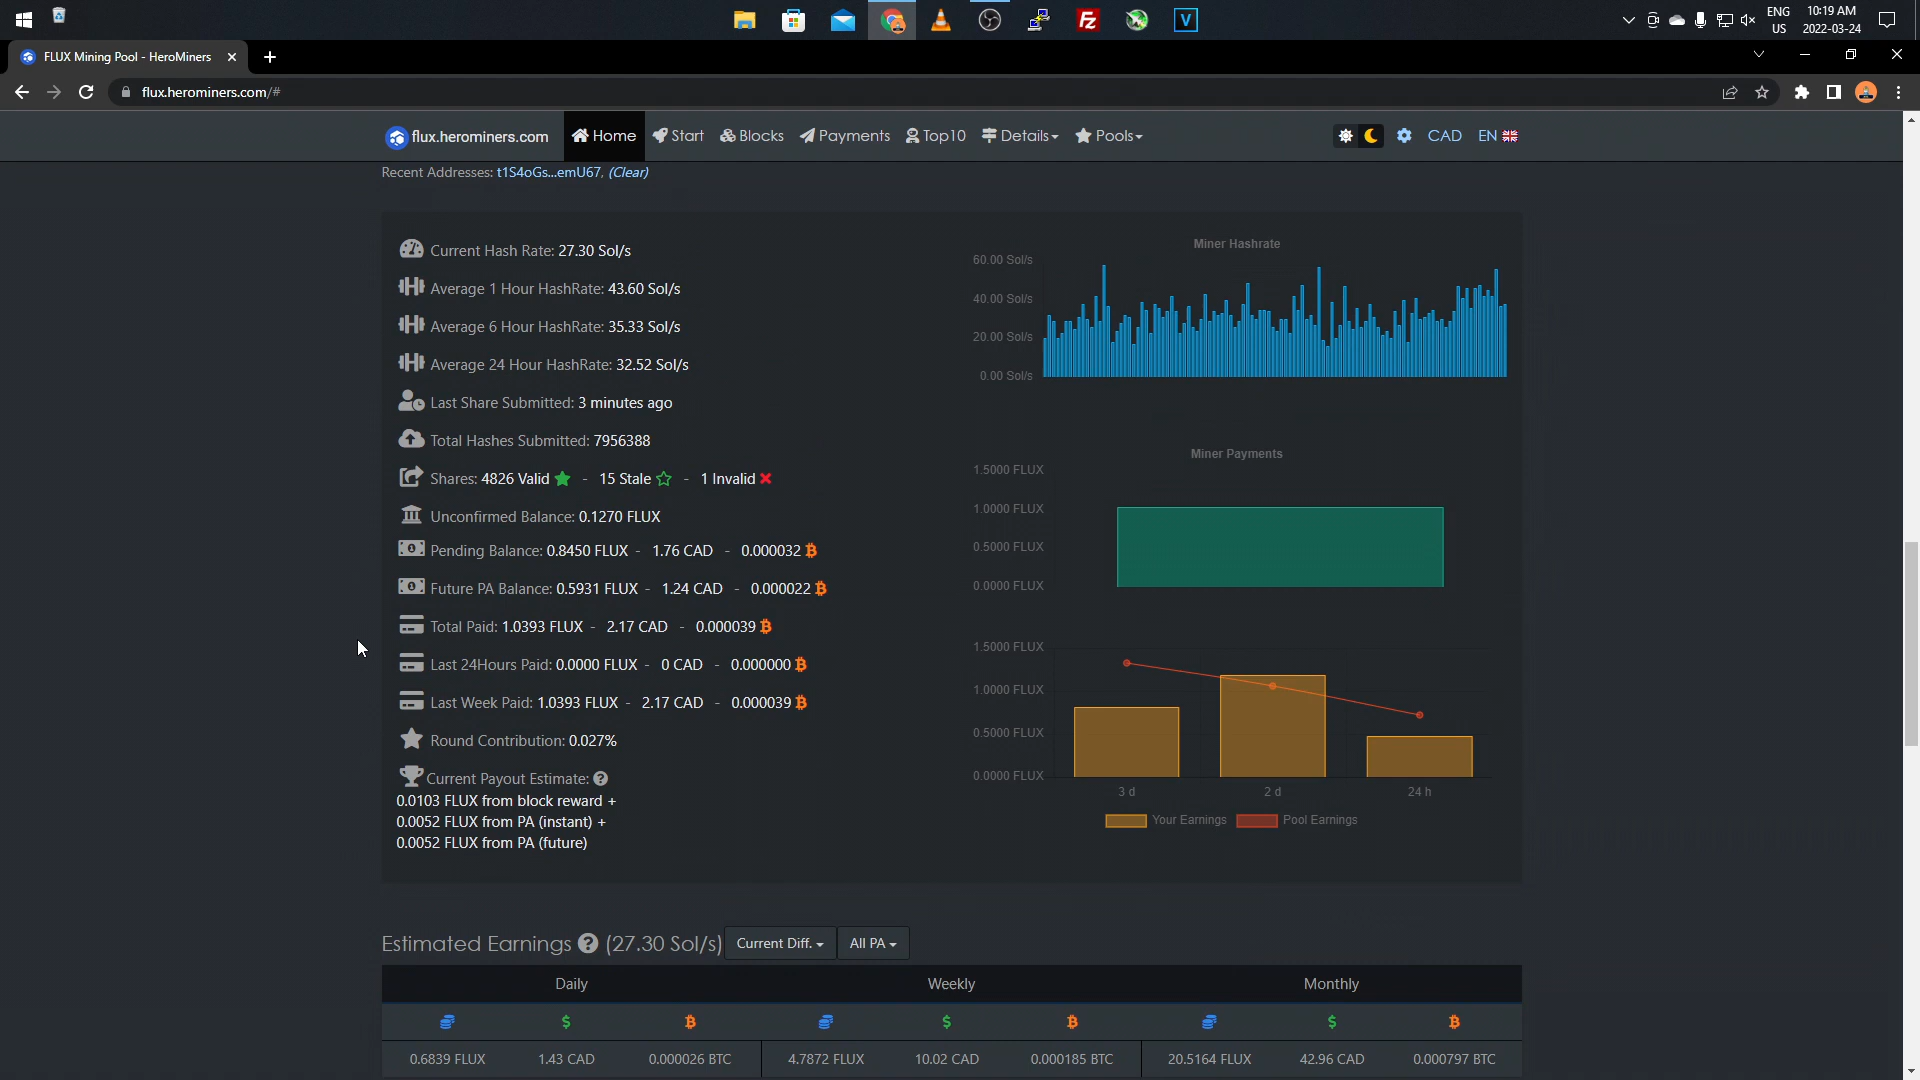 ENG
US
10:19 AM
2022-03-24
FLUX Mining Pool - HeroMiners
flux.herominers.com/#
flux.herominers.com
Home
Start
Blocks
Payments
Top10
Details
Pools
CAD
EN
Recent Addresses: t1S4oGs...emU67, (Clear)
Current Hash Rate: 27.30 Sol/s
Average 1 Hour HashRate: 43.60 Sol/s
Average 6 Hour HashRate: 35.33 Sol/s
Average 24 Hour HashRate: 32.52 Sol/s
Last Share Submitted: 3 minutes ago
Total Hashes Submitted: 7956388
Shares: 4826 Valid - 15 Stale - 1 Invalid
Unconfirmed Balance: 0.1270 FLUX
Pending Balance: 0.8450 FLUX - 1.76 CAD - 0.000032
Future PA Balance: 0.5931 FLUX - 1.24 CAD - 0.000022
Total Paid: 1.0393 FLUX - 2.17 CAD - 0.000039
Last 24Hours Paid: 0.0000 FLUX - 0 CAD - 0.000000
Last Week Paid: 1.0393 FLUX - 2.17 CAD - 0.000039
Round Contribution: 0.027%
Current Payout Estimate: ?
0.0103 FLUX from block reward +
0.0052 FLUX from PA (instant) +
0.0052 FLUX from PA (future)
Miner Hashrate
60.00 Sol/s
40.00 Sol/s
20.00 Sol/s
0.00 Sol/s
Miner Payments
1.5000 FLUX
1.0000 FLUX
0.5000 FLUX
0.0000 FLUX
1.5000 FLUX
1.0000 FLUX
0.5000 FLUX
0.0000 FLUX
3 d
2 d
24 h
Your Earnings
Pool Earnings
Estimated Earnings ? (27.30 Sol/s)
Current Diff.
All PA
Daily
Weekly
Monthly
$
$
$
0.6839 FLUX
1.43 CAD
0.000026 BTC
4.7872 FLUX
10.02 CAD
0.000185 BTC
20.5164 FLUX
42.96 CAD
0.000797 BTC